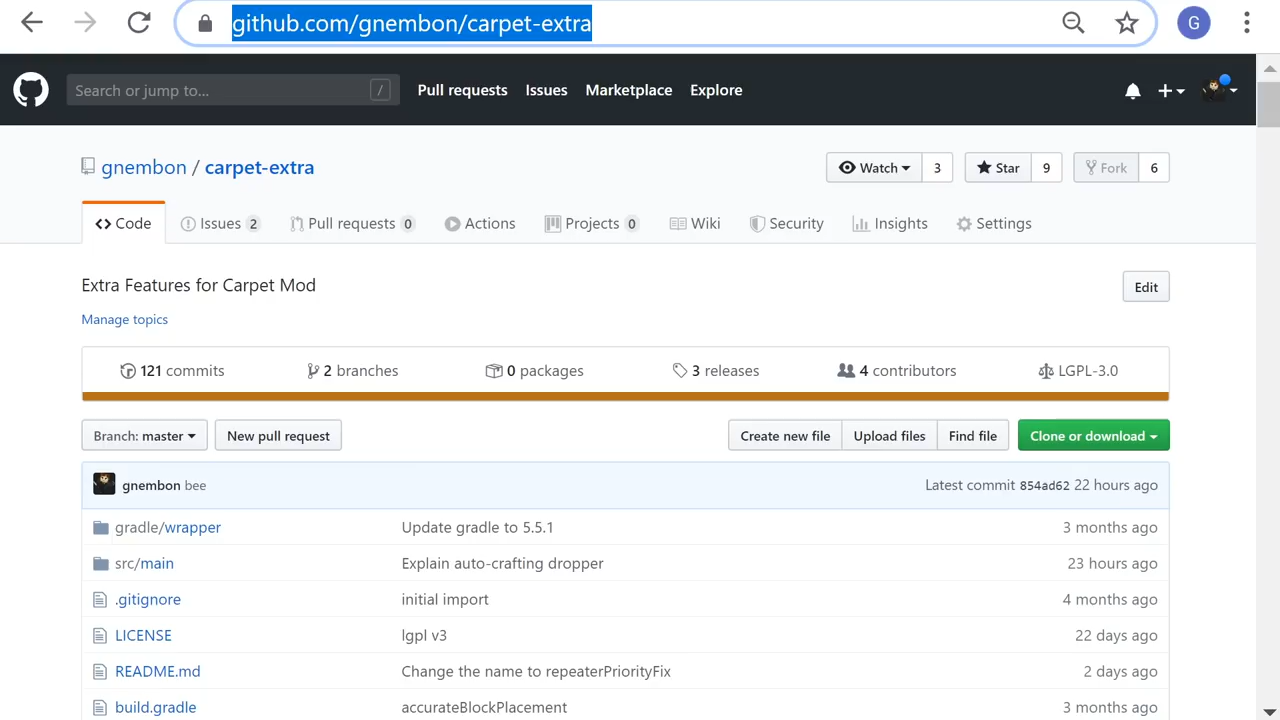 github.com/gnembon/carpet-extra
G
Search or jump to...
/
Pull requests Issues Marketplace Explore
gnembon / carpet-extra
Watch 3 Star 9 Fork 6
Code Issues 2 Pull requests 0 Actions Projects 0 Wiki Security Insights Settings
Extra Features for Carpet Mod
Edit
Manage topics
121 commits 2 branches 0 packages 3 releases 4 contributors LGPL-3.0
Branch: master New pull request Create new file Upload files Find file Clone or download
gnembon bee Latest commit 854ad62 22 hours ago
gradle/wrapper Update gradle to 5.5.1 3 months ago
src/main Explain auto-crafting dropper 23 hours ago
.gitignore initial import 4 months ago
LICENSE lgpl v3 22 days ago
README.md Change the name to repeaterPriorityFix 2 days ago
build.gradle accurateBlockPlacement 3 months ago